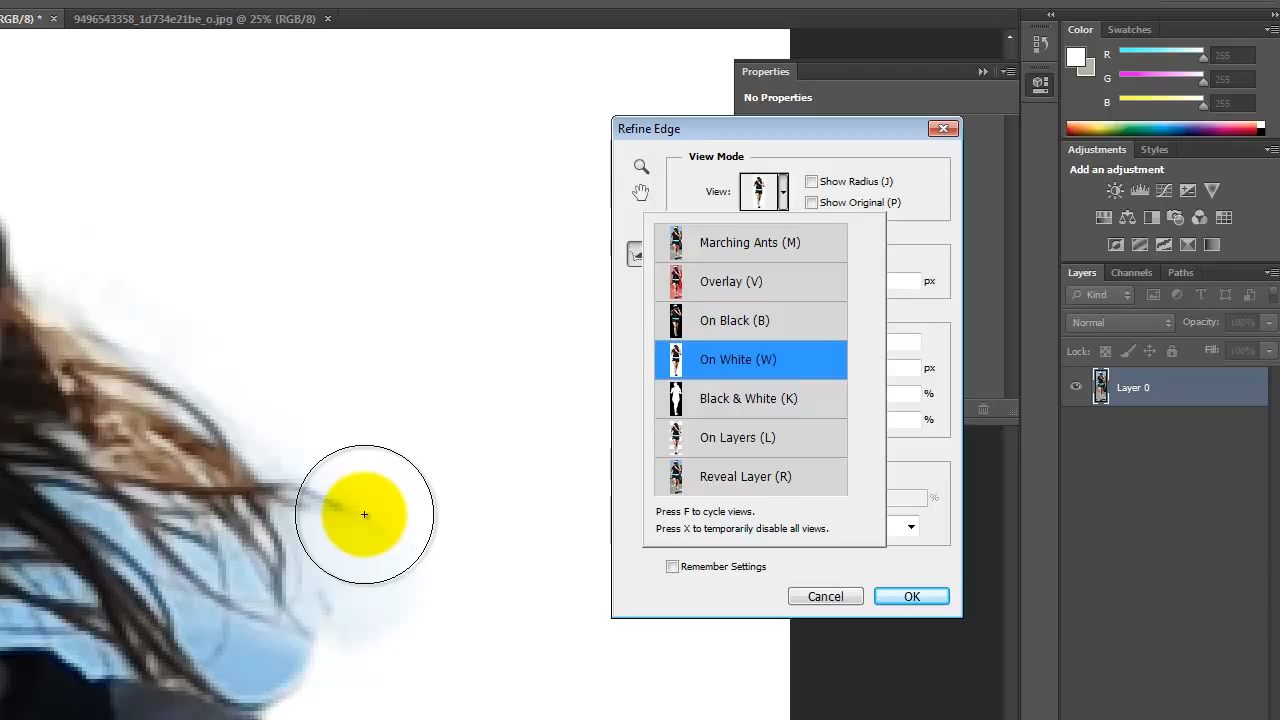 RGB/8) * ×
9496543358_1d734e21be_o.jpg @ 25% (RGB/8) ×
Properties
No Properties
Refine Edge
View Mode
View:
Show Radius (J)
Show Original (P)
Marching Ants (M)
Overlay (V)
On Black (B)
On White (W)
Black & White (K)
On Layers (L)
Reveal Layer (R)
Press F to cycle views.
Press X to temporarily disable all views.
px
px
%
%
%
Remember Settings
Cancel
OK
Color
Swatches
R 255
G 255
B 255
Adjustments
Styles
Add an adjustment
Layers
Channels
Paths
Kind
Normal
Opacity: 100%
Lock:
Fill: 100%
Layer 0